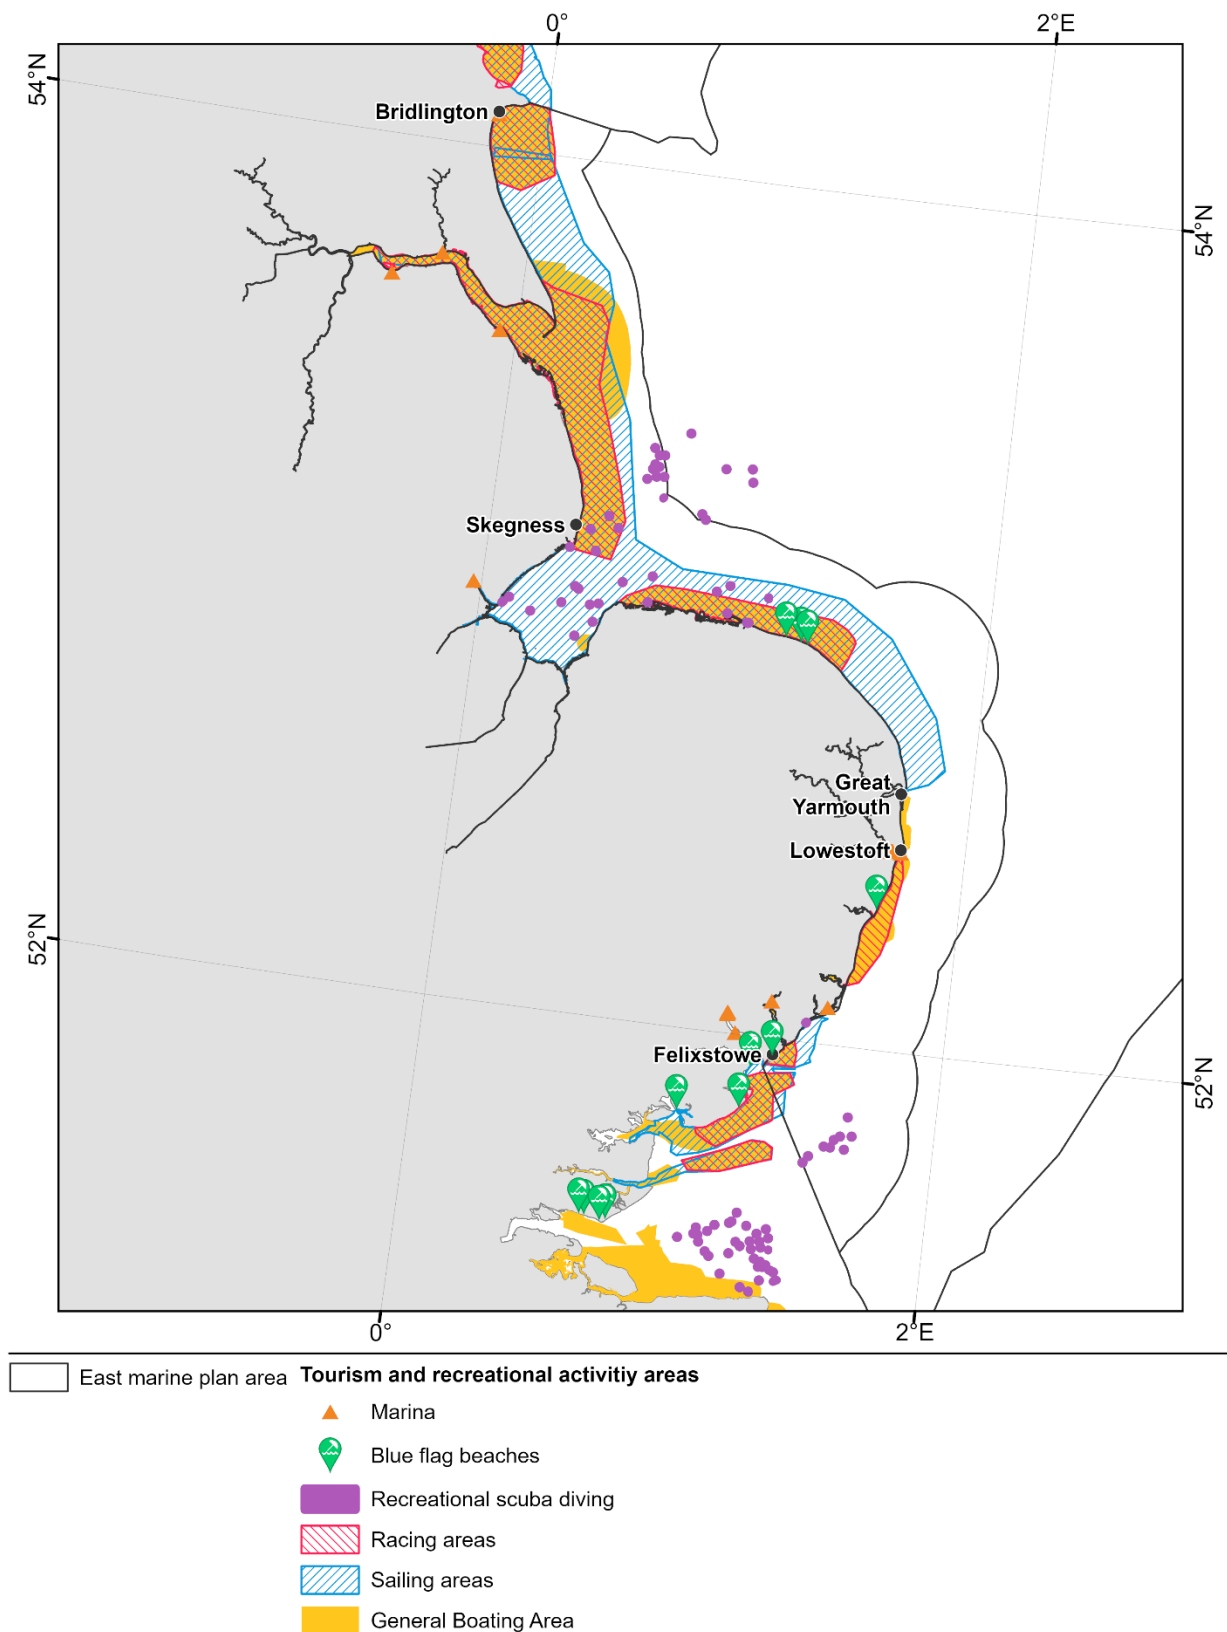 0°
2°E
54°N
Bridlington
54°N
Skegness
Great
Yarmouth
Lowestoft
52°N
Felixstowe
52°N
0°
2°E
East marine plan area
Tourism and recreational activitiy areas
Marina
Blue flag beaches
Recreational scuba diving
Racing areas
Sailing areas
General Boating Area